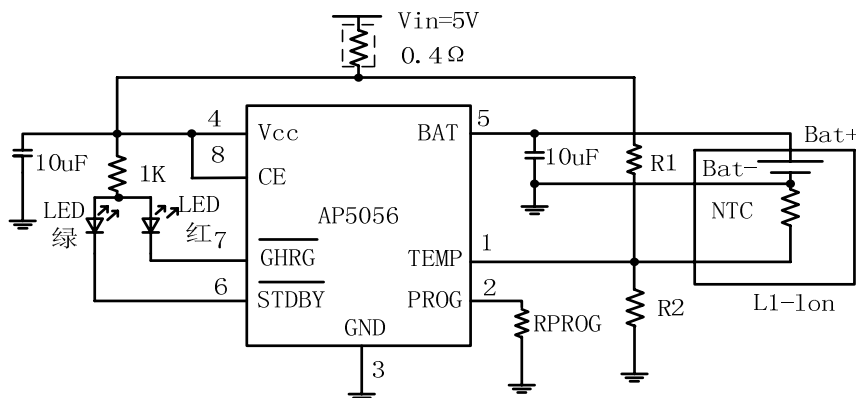 Vin=5V
0.4Ω
4
Vcc
BAT
5
Bat+
10uF
8
CE
10uF
R1
Bat-
1K
LED
LED
AP5056
NTC
绿
红
7
GHRG
TEMP
1
6
STDBY
PROG
2
RPROG
R2
L1-lon
GND
3